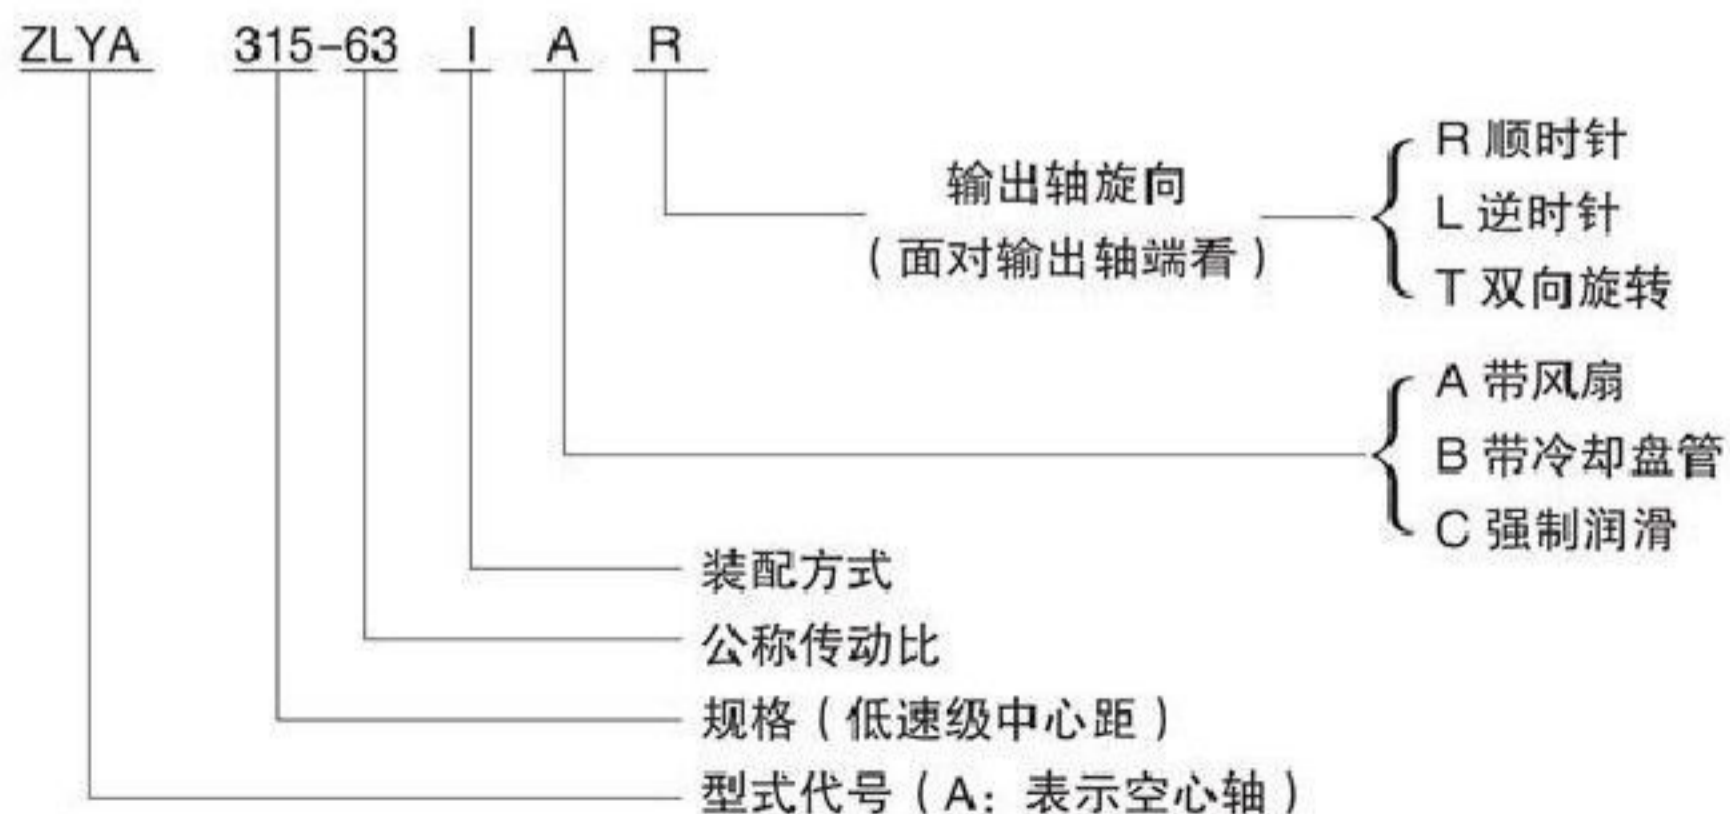 ZLYA 315-63 I A R
R 顺时针
输出轴旋向
L 逆时针
(面对输出轴端看)
T 双向旋转
A 带风扇
B 带冷却盘管
C 强制润滑
装配方式
公称传动比
规格(低速级中心距)
型式代号(A: 表示空心轴)